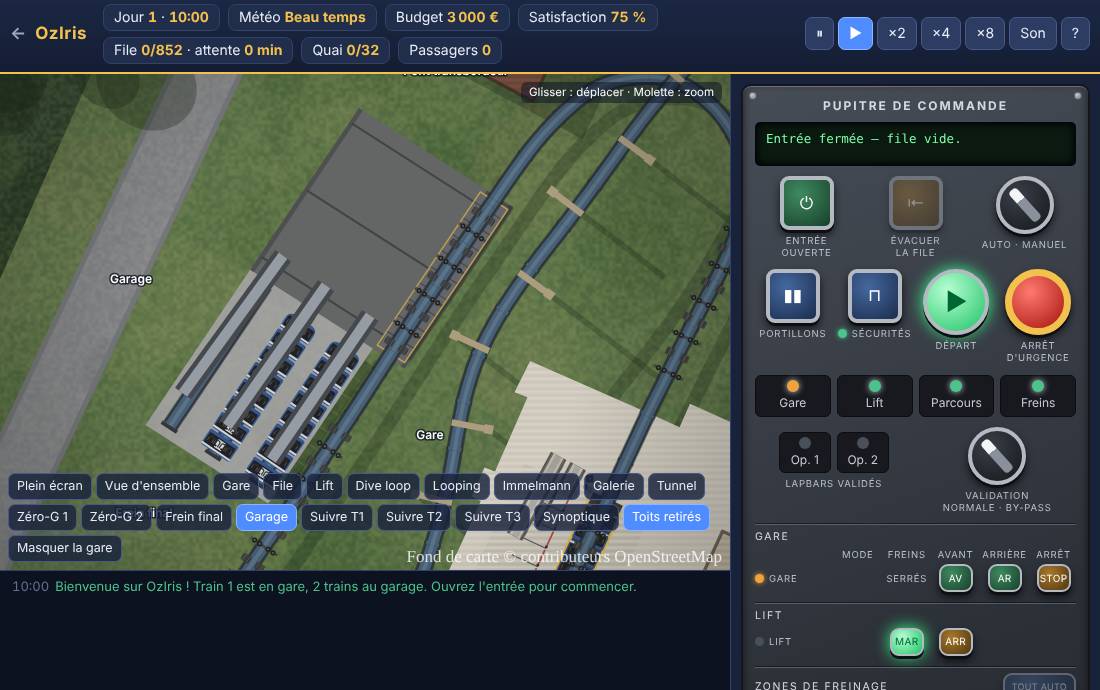 ← OzIris
Jour 1 · 10:00
Météo Beau temps
Budget 3 000 €
Satisfaction 75 %
File 0/852 · attente 0 min
Quai 0/32
Passagers 0
×2
×4
×8
Son
?
Glisser : déplacer · Molette : zoom
Garage
Gare
Plein écran
Vue d'ensemble
Gare
File
Lift
Dive loop
Looping
Immelmann
Galerie
Tunnel
Zéro-G 1
Zéro-G 2
Frein final
Garage
Suivre T1
Suivre T2
Suivre T3
Synoptique
Toits retirés
Masquer la gare
Fond de carte © contributeurs OpenStreetMap
10:00 Bienvenue sur OzIris ! Train 1 est en gare, 2 trains au garage. Ouvrez l'entrée pour commencer.
PUPITRE DE COMMANDE
Entrée fermée — file vide.
ENTRÉE
OUVERTE
ÉVACUER
LA FILE
AUTO · MANUEL
PORTILLONS
SÉCURITÉS
DÉPART
ARRÊT
D'URGENCE
Gare
Lift
Parcours
Freins
Op. 1
Op. 2
LAPBARS VALIDÉS
VALIDATION
NORMALE · BY-PASS
GARE
MODE FREINS AVANT ARRIÈRE ARRÊT
GARE SERRÉS AV AR STOP
LIFT
LIFT MAR ARR
ZONES DE FREINAGE
TOUT AUTO